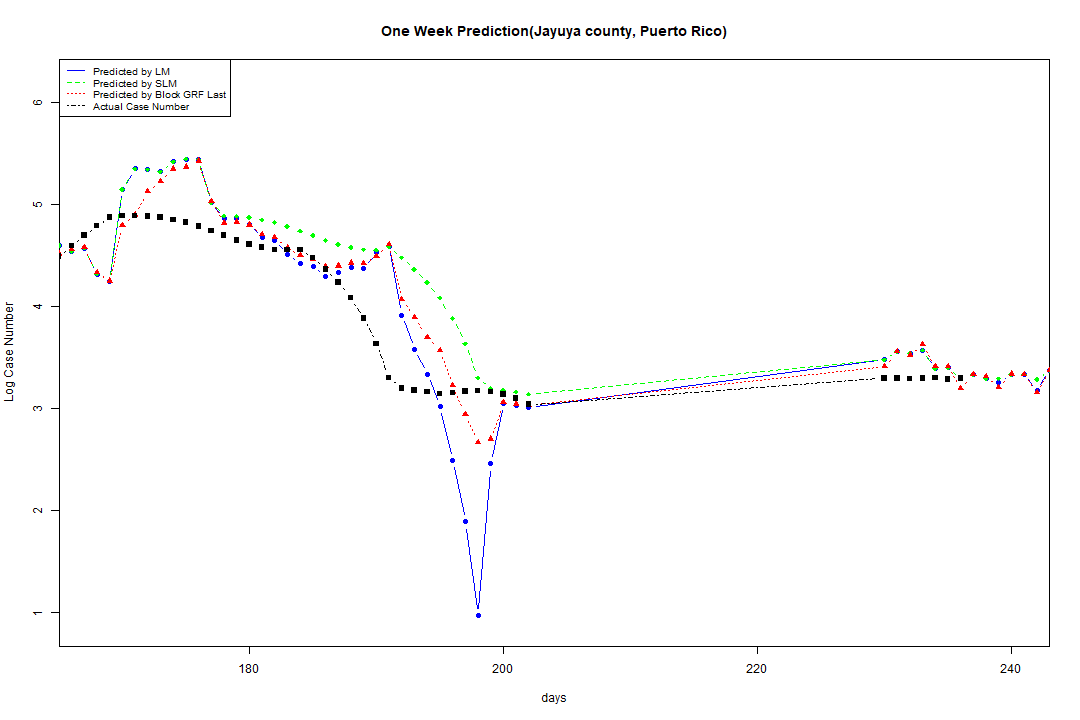 One Week Prediction(Jayuya county, Puerto Rico)
Predicted by LM
Predicted by SLM
Predicted by Block GRF Last
Actual Case Number
6
5
4
3
2
1
Log Case Number
180 200 220 240
days